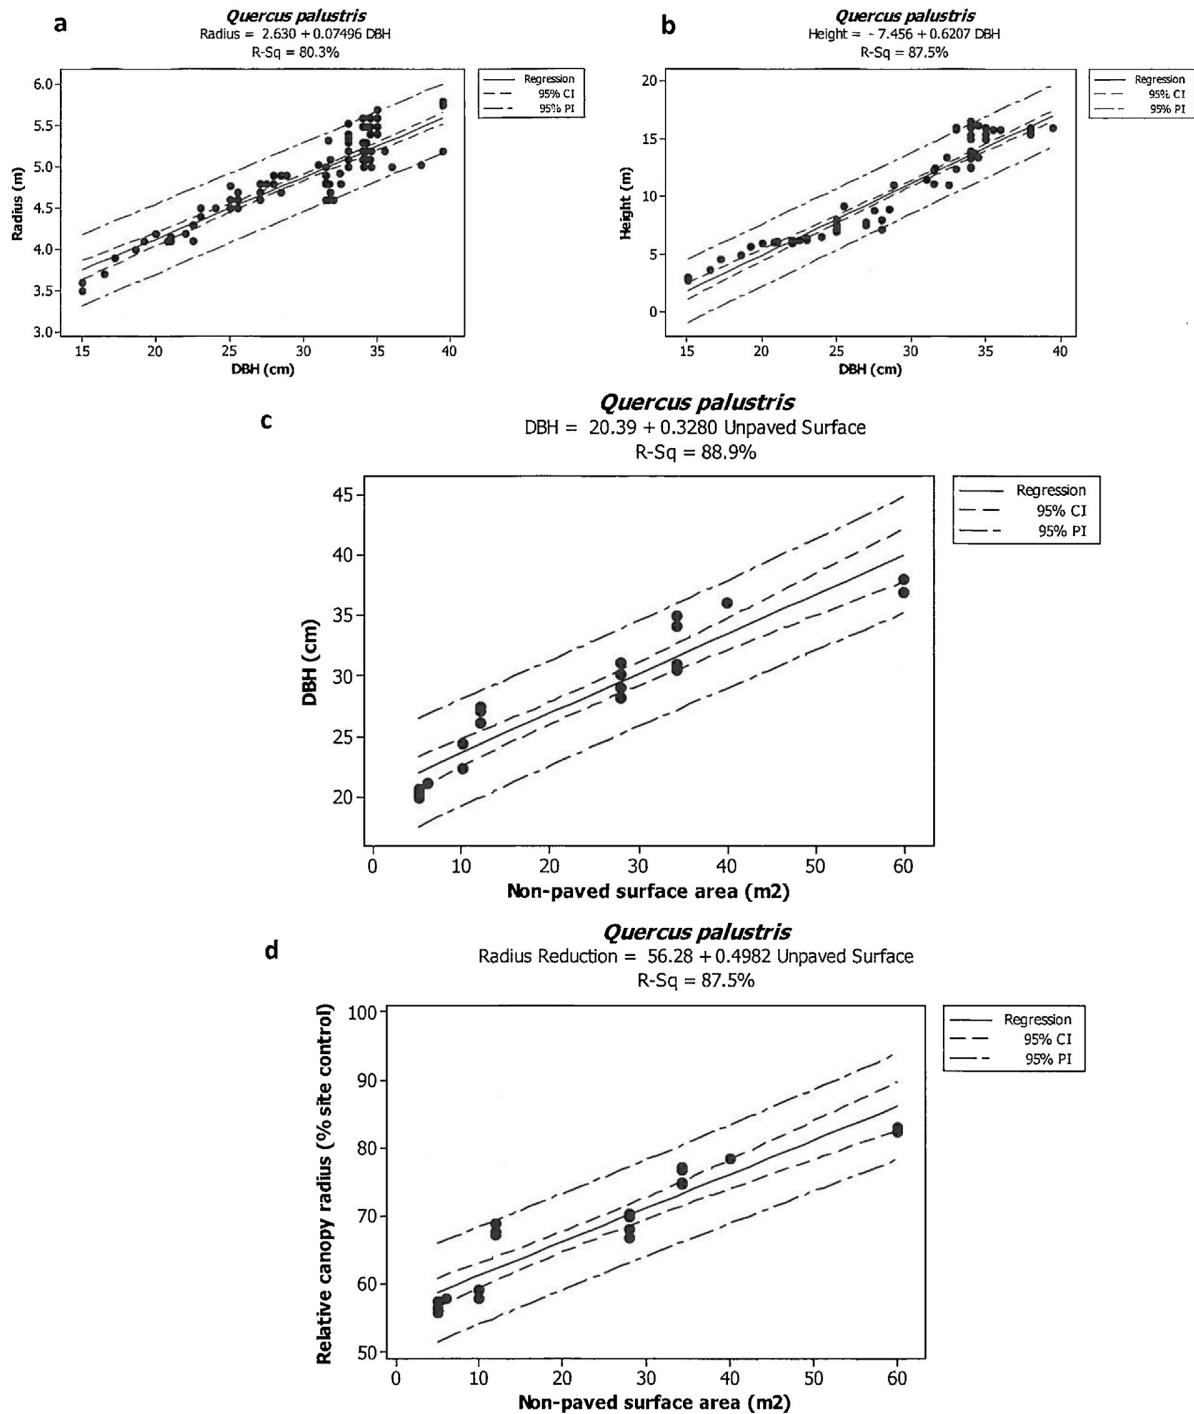 a
Quercus palustris
Radius = 2.630 + 0.07496 DBH
R-Sq = 80.3%
Regression
95% CI
95% PI
6.0
5.5
5.0
4.5
4.0
3.5
3.0
Radius (m)
15 20 25 30 35 40
DBH (cm)
b
Quercus palustris
Height = - 7.456 + 0.6207 DBH
R-Sq = 87.5%
Regression
95% CI
95% PI
20
15
10
5
0
Height (m)
15 20 25 30 35 40
DBH (cm)
c
Quercus palustris
DBH = 20.39 + 0.3280 Unpaved Surface
R-Sq = 88.9%
Regression
95% CI
95% PI
45
40
35
30
25
20
DBH (cm)
0 10 20 30 40 50 60
Non-paved surface area (m2)
d
Quercus palustris
Radius Reduction = 56.28 + 0.4982 Unpaved Surface
R-Sq = 87.5%
Regression
95% CI
95% PI
100
90
80
70
60
50
Relative canopy radius (% site control)
0 10 20 30 40 50 60
Non-paved surface area (m2)